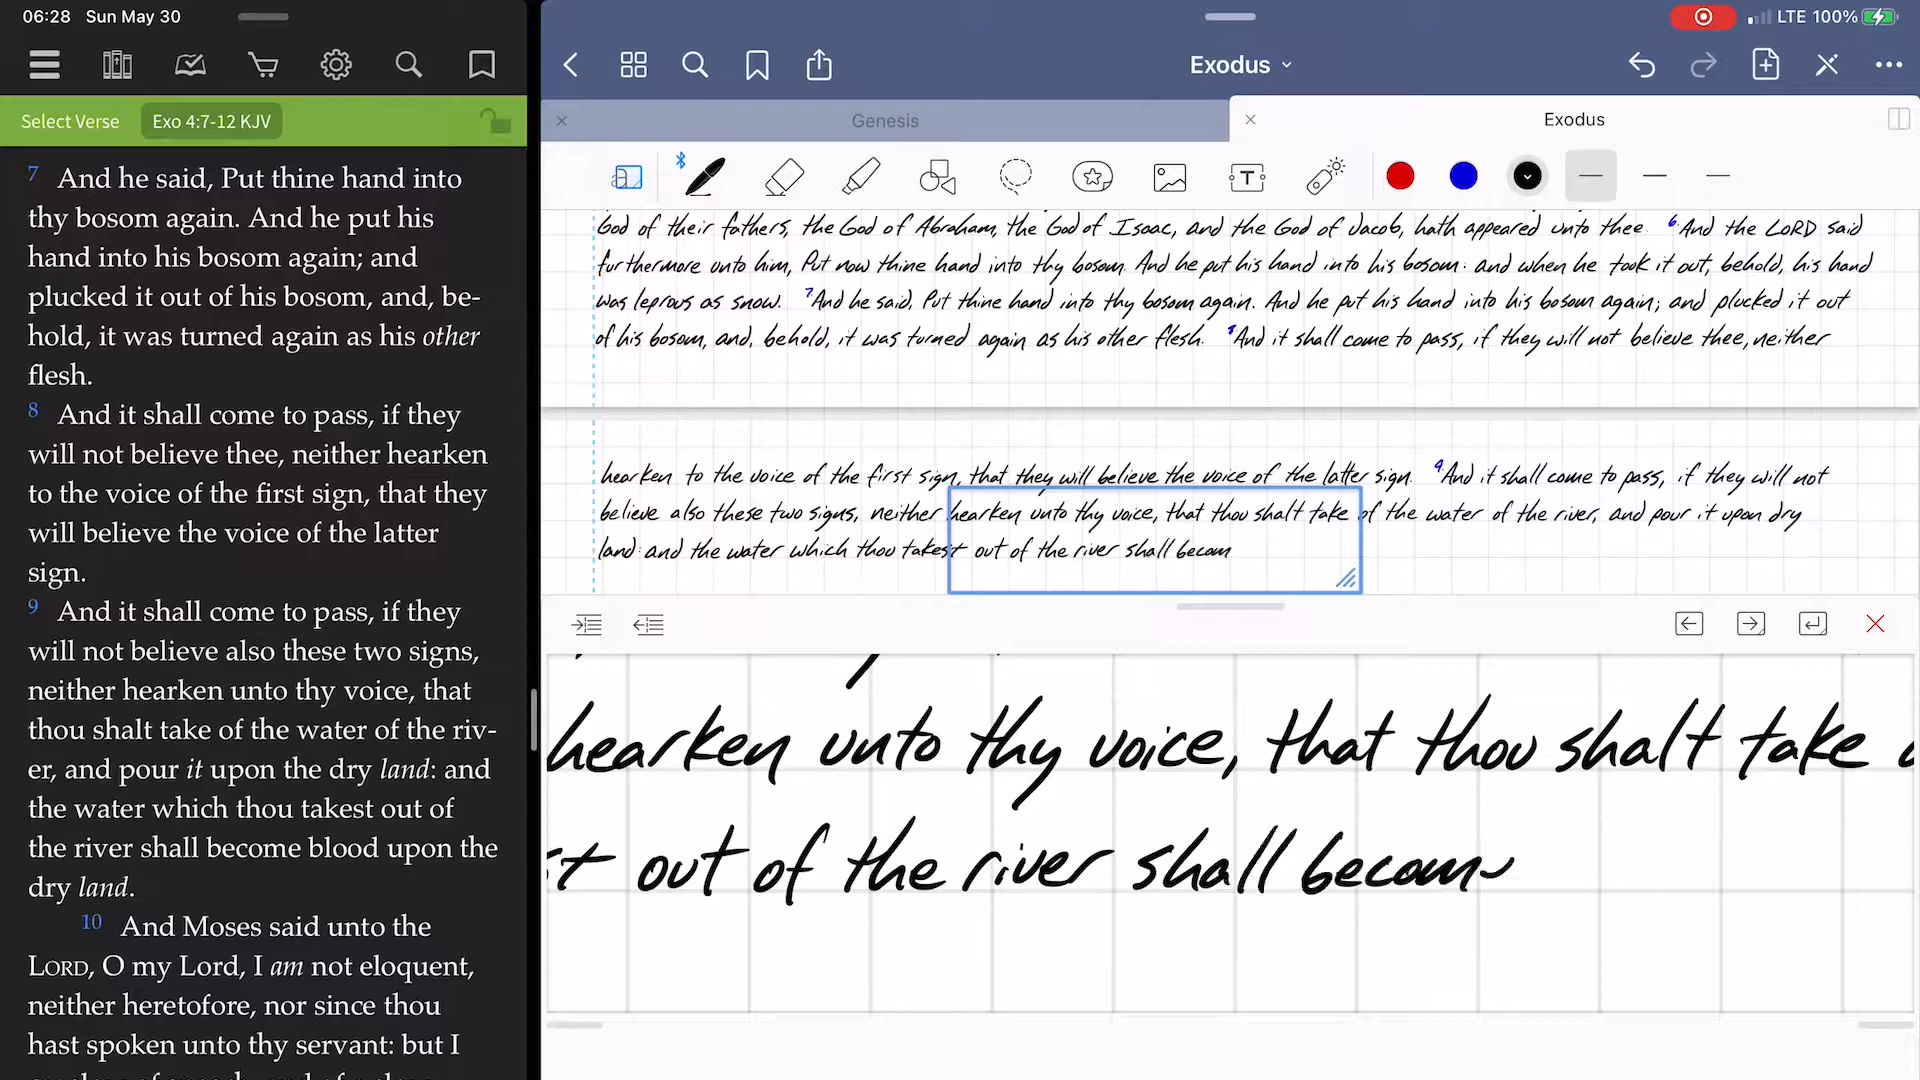 06:28 Sun May 30
LTE 100%
Exodus
Select Verse Exo 4:7-12 KJV
Genesis
Exodus
7 And he said, Put thine hand into
thy bosom again. And he put his
hand into his bosom again; and
plucked it out of his bosom, and, be-
hold, it was turned again as his other
flesh.
8 And it shall come to pass, if they
will not believe thee, neither hearken
to the voice of the first sign, that they
will believe the voice of the latter
sign.
9 And it shall come to pass, if they
will not believe also these two signs,
neither hearken unto thy voice, that
thou shalt take of the water of the riv-
er, and pour it upon the dry land: and
the water which thou takest out of
the river shall become blood upon the
dry land.
10 And Moses said unto the
LORD, O my Lord, I am not eloquent,
neither heretofore, nor since thou
hast spoken unto thy servant: but I
God of their fathers, the God of Abraham, the God of Isaac, and the God of Jacob, hath appeared unto thee. 6 And the LORD said
furthermore unto him, Put now thine hand into thy bosom. And he put his hand into his bosom: and when he took it out, behold, his hand
was leprous as snow. 7 And he said, Put thine hand into thy bosom again. And he put his hand into his bosom again; and plucked it out
of his bosom, and, behold, it was turned again as his other flesh. 8 And it shall come to pass, if they will not believe thee, neither
hearken to the voice of the first sign, that they will believe the voice of the latter sign. 9 And it shall come to pass, if they will not
believe also these two signs, neither hearken unto thy voice, that thou shalt take of the water of the river, and pour it upon dry
land: and the water which thou takest out of the river shall becom
hearken unto thy voice, that thou shalt take
st out of the river shall becom